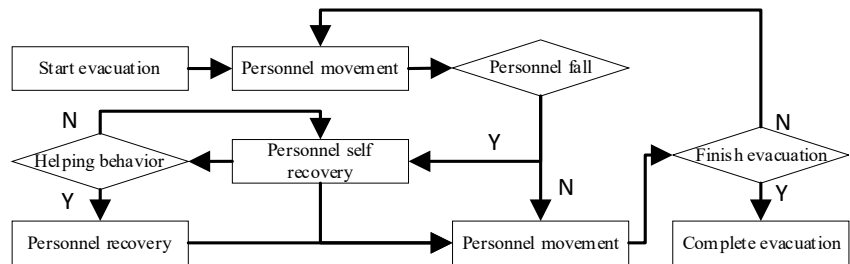 Start evacuation
Personnel movement
Personnel fall
N
Y
N
Helping behavior
Personnel self
recovery
Finish evacuation
Y
N
Y
Personnel recovery
Personnel movement
Complete evacuation